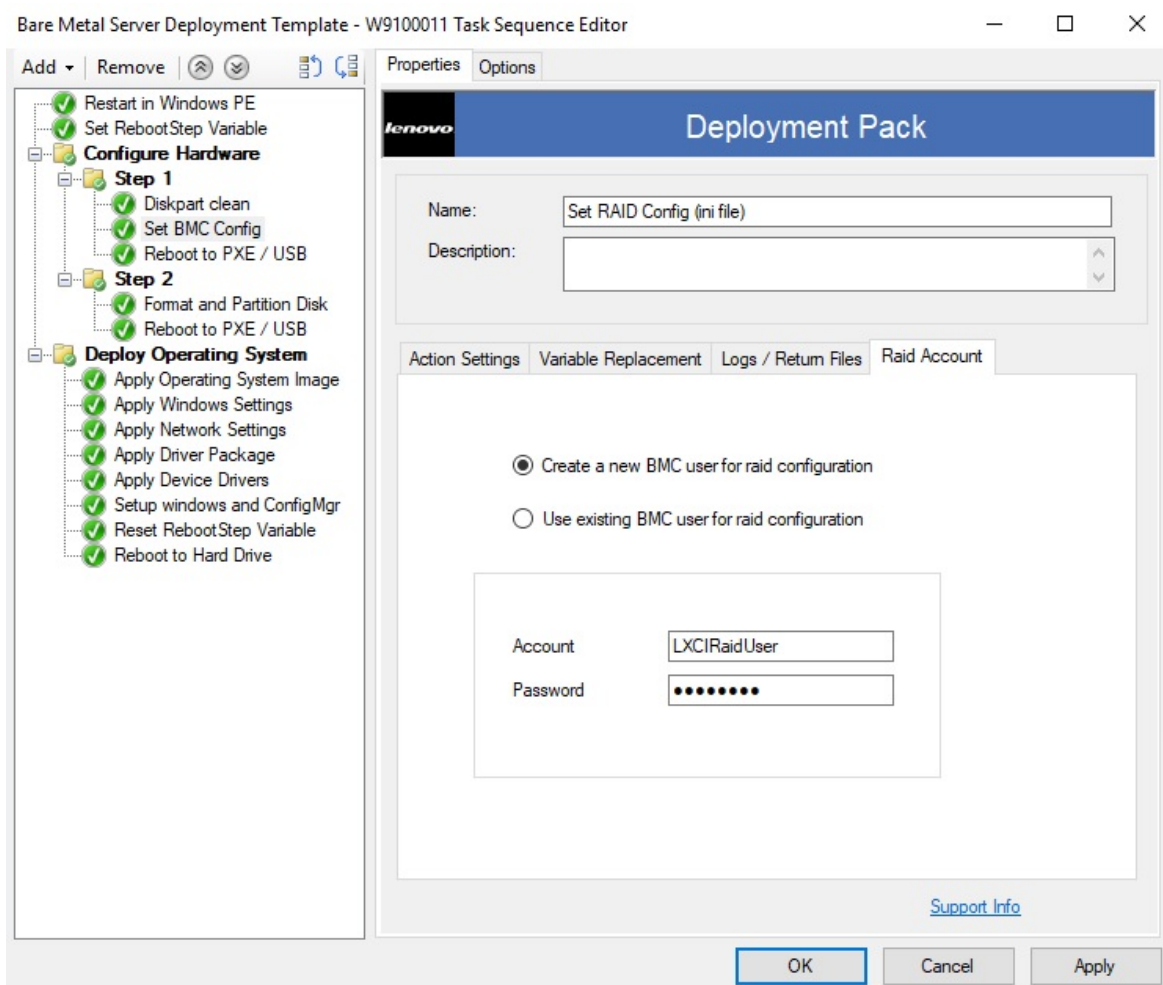 Bare Metal Server Deployment Template - W9100011 Task Sequence Editor
Add Remove
Properties Options
Restart in Windows PE
Set RebootStep Variable
Configure Hardware
Step 1
Diskpart clean
Set BMC Config
Reboot to PXE / USB
Step 2
Format and Partition Disk
Reboot to PXE / USB
Deploy Operating System
Apply Operating System Image
Apply Windows Settings
Apply Network Settings
Apply Driver Package
Apply Device Drivers
Setup windows and ConfigMgr
Reset RebootStep Variable
Reboot to Hard Drive
lenovo
Deployment Pack
Name: Set RAID Config (ini file)
Description:
Action Settings Variable Replacement Logs / Return Files Raid Account
Create a new BMC user for raid configuration
Use existing BMC user for raid configuration
Account LXCIRaidUser
Password ••••••••
Support Info
OK Cancel Apply